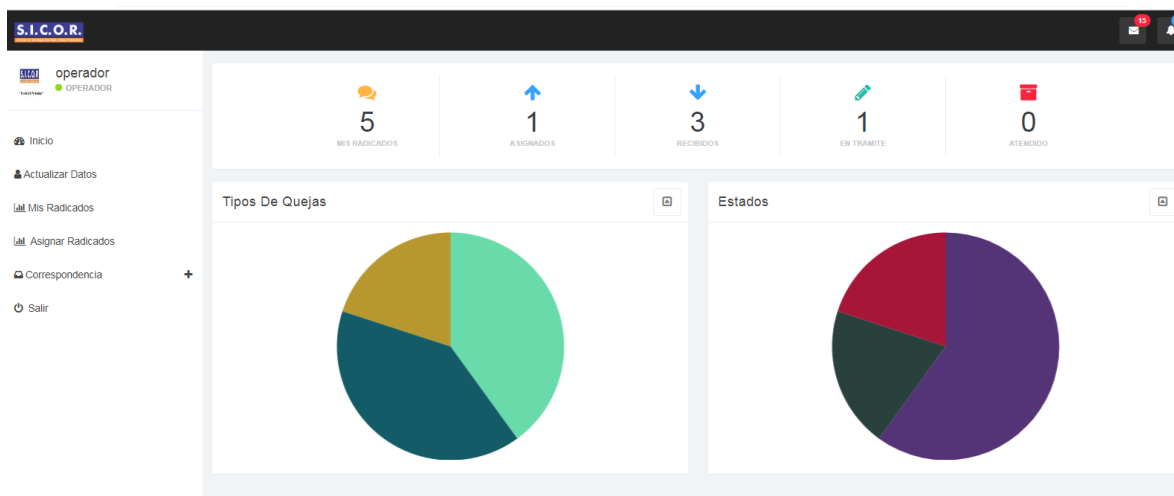 S.I.C.O.R.
15
S.I.C.O.R
operador
OPERADOR
5
MIS RADICADOS
1
ASIGNADOS
3
RECIBIDOS
1
EN TRAMITE
0
ATENDIDO
Inicio
Actualizar Datos
Mis Radicados
Asignar Radicados
Correspondencia +
Salir
Tipos De Quejas
Estados